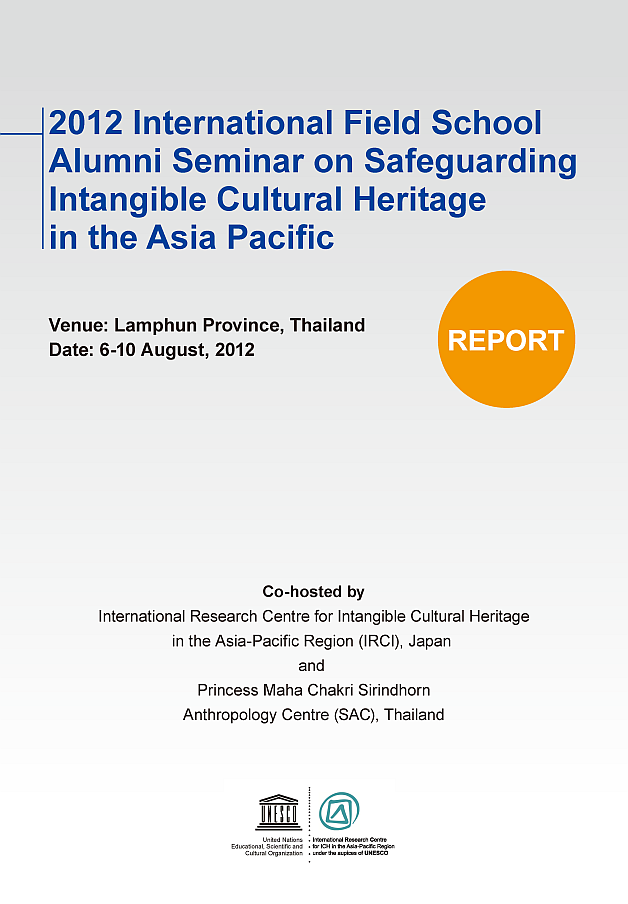 2012 International Field School
Alumni Seminar on Safeguarding
Intangible Cultural Heritage
in the Asia Pacific
Venue: Lamphun Province, Thailand
Date: 6-10 August, 2012
REPORT
Co-hosted by
International Research Centre for Intangible Cultural Heritage
in the Asia-Pacific Region (IRCI), Japan
and
Princess Maha Chakri Sirindhorn
Anthropology Centre (SAC), Thailand
UNESCO
United Nations
Educational, Scientific and
Cultural Organization
International Research Centre
for ICH in the Asia-Pacific Region
under the aupices of UNESCO